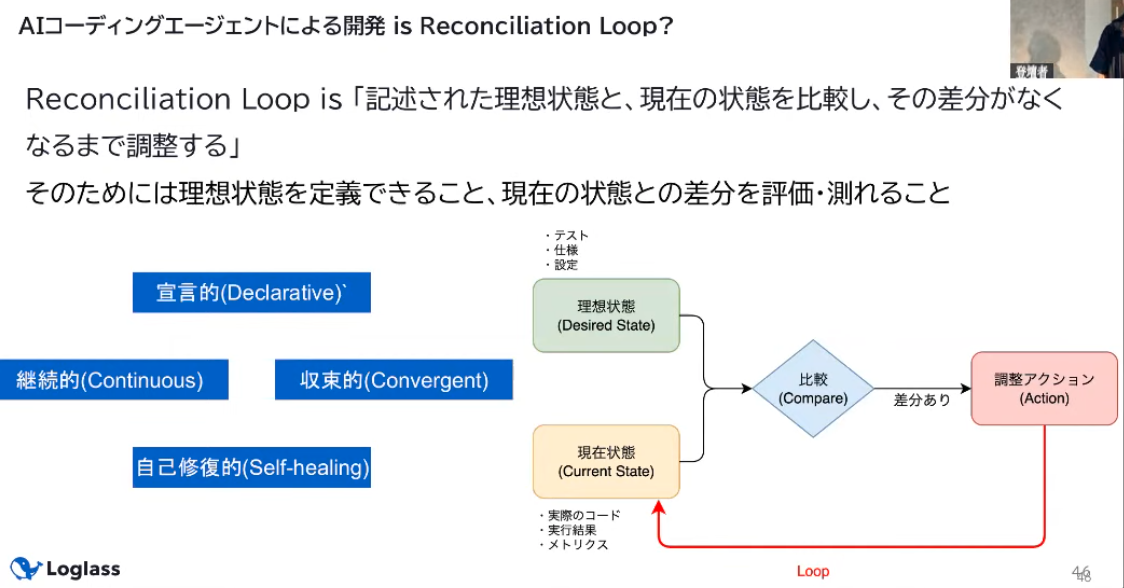 AIコーディングエージェントによる開発 is Reconciliation Loop?
登壇者
Reconciliation Loop is 「記述された理想状態と、現在の状態を比較し、その差分がなく
なるまで調整する」
そのためには理想状態を定義できること、現在の状態との差分を評価・測れること
宣言的(Declarative)`
継続的(Continuous)
収束的(Convergent)
自己修復的(Self-healing)
・テスト
・仕様
・設定
理想状態
(Desired State)
比較
(Compare)
差分あり
調整アクション
(Action)
現在状態
(Current State)
・実際のコード
・実行結果
・メトリクス
Loop
Loglass
46